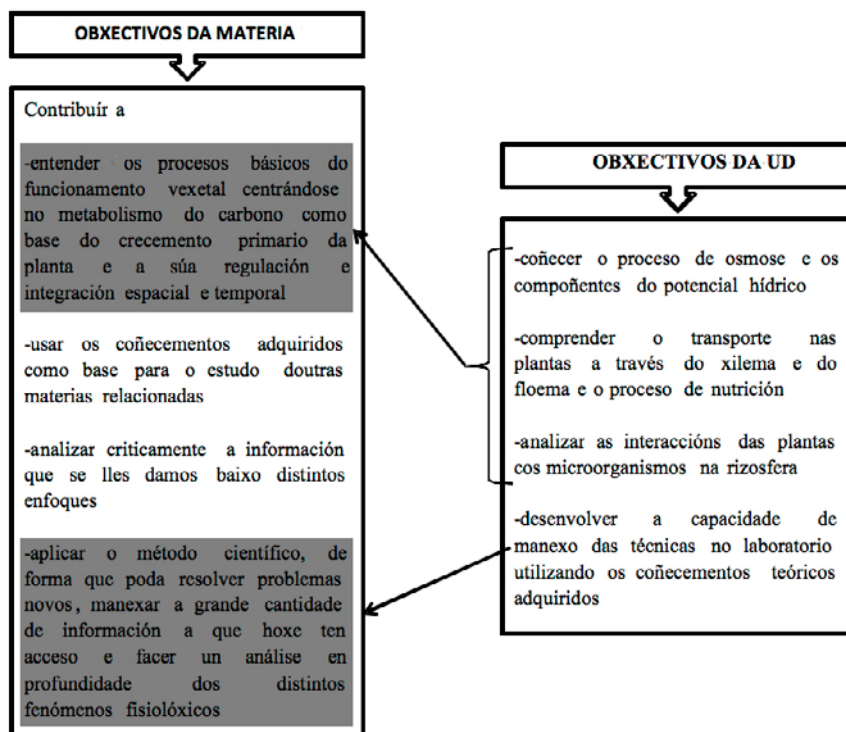 OBXECTIVOS DA MATERIA
Contribuír a
-entender os procesos básicos do
funcionamento vexetal centrándose
no metabolismo do carbono como
base do crecemento primario da
planta e a súa regulación e
integración espacial e temporal
-usar os coñecementos adquiridos
como base para o estudo doutras
materias relacionadas
-analizar criticamente a información
que se lles damos baixo distintos
enfoques
-aplicar o método científico, de
forma que poda resolver problemas
novos, manexar a grande cantidade
de información a que hoxe ten
acceso e facer un análise en
profundidade dos distintos
fenómenos fisiolóxicos
OBXECTIVOS DA UD
-coñecer o proceso de osmose e os
compoñentes do potencial hídrico
-comprender o transporte nas
plantas a través do xilema e do
floema e o proceso de nutrición
-analizar as interaccións das plantas
cos microorganismos na rizosfera
-desenvolver a capacidade de
manexo das técnicas no laboratorio
utilizando os coñecementos teóricos
adquiridos